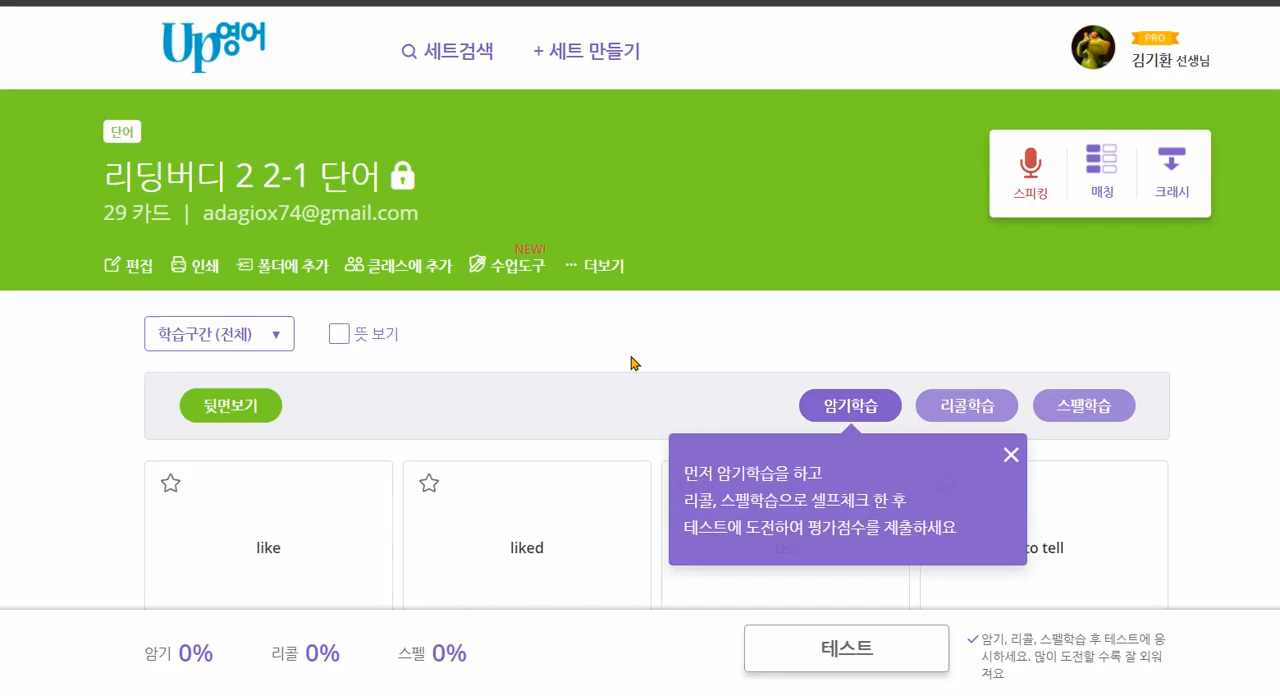 Up영어
세트검색
+ 세트 만들기
PRO
김기환 선생님
단어
리딩버디 2 2-1 단어
29 카드 | adagiox74@gmail.com
스피킹
매칭
크래시
NEW!
편집
인쇄
폴더에 추가
클래스에 추가
수업도구
··· 더보기
학습구간 (전체) ▼
뜻 보기
뒷면보기
암기학습
리콜학습
스펠학습
먼저 암기학습을 하고
리콜, 스펠학습으로 셀프체크 한 후
테스트에 도전하여 평가점수를 제출하세요
like
liked
tell
to tell
암기 0%
리콜 0%
스펠 0%
테스트
암기, 리콜, 스펠학습 후 테스트에 응
시하세요. 많이 도전할 수록 잘 외워
져요